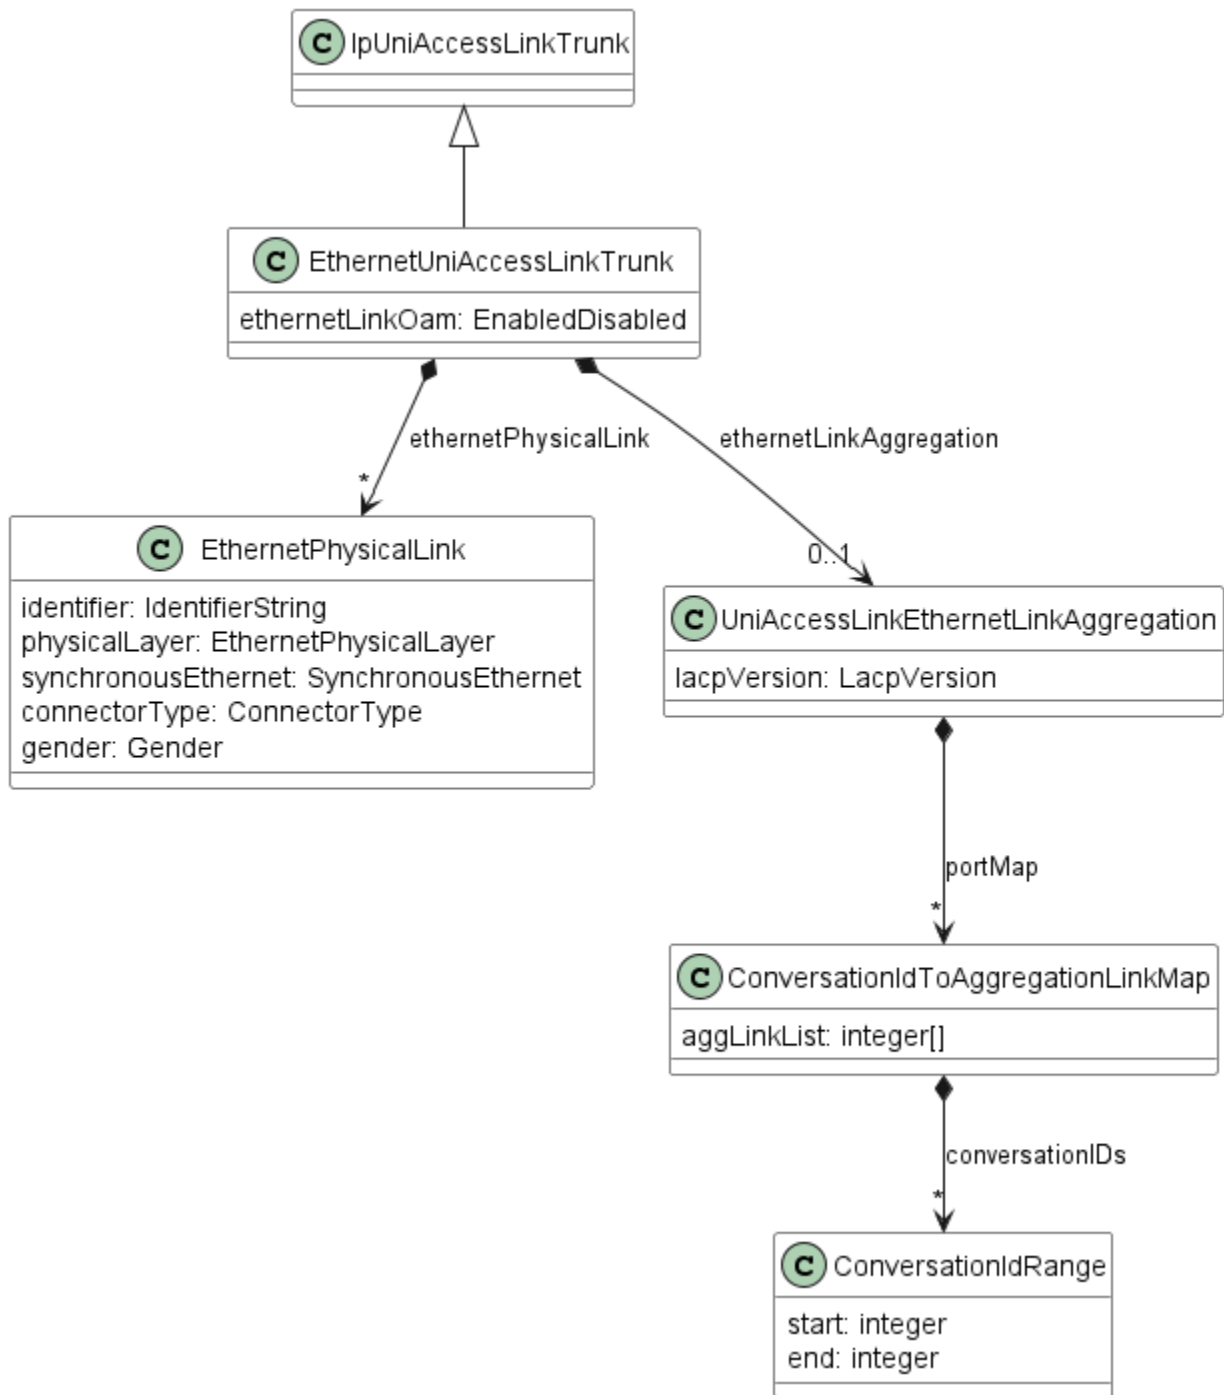 C IpUniAccessLinkTrunk
C EthernetUniAccessLinkTrunk
ethernetLinkOam: EnabledDisabled
ethernetPhysicalLink
ethernetLinkAggregation
*
0..1
C EthernetPhysicalLink
identifier: IdentifierString
physicalLayer: EthernetPhysicalLayer
synchronousEthernet: SynchronousEthernet
connectorType: ConnectorType
gender: Gender
C UniAccessLinkEthernetLinkAggregation
lacpVersion: LacpVersion
portMap
*
C ConversationIdToAggregationLinkMap
aggLinkList: integer[]
conversationIDs
*
C ConversationIdRange
start: integer
end: integer